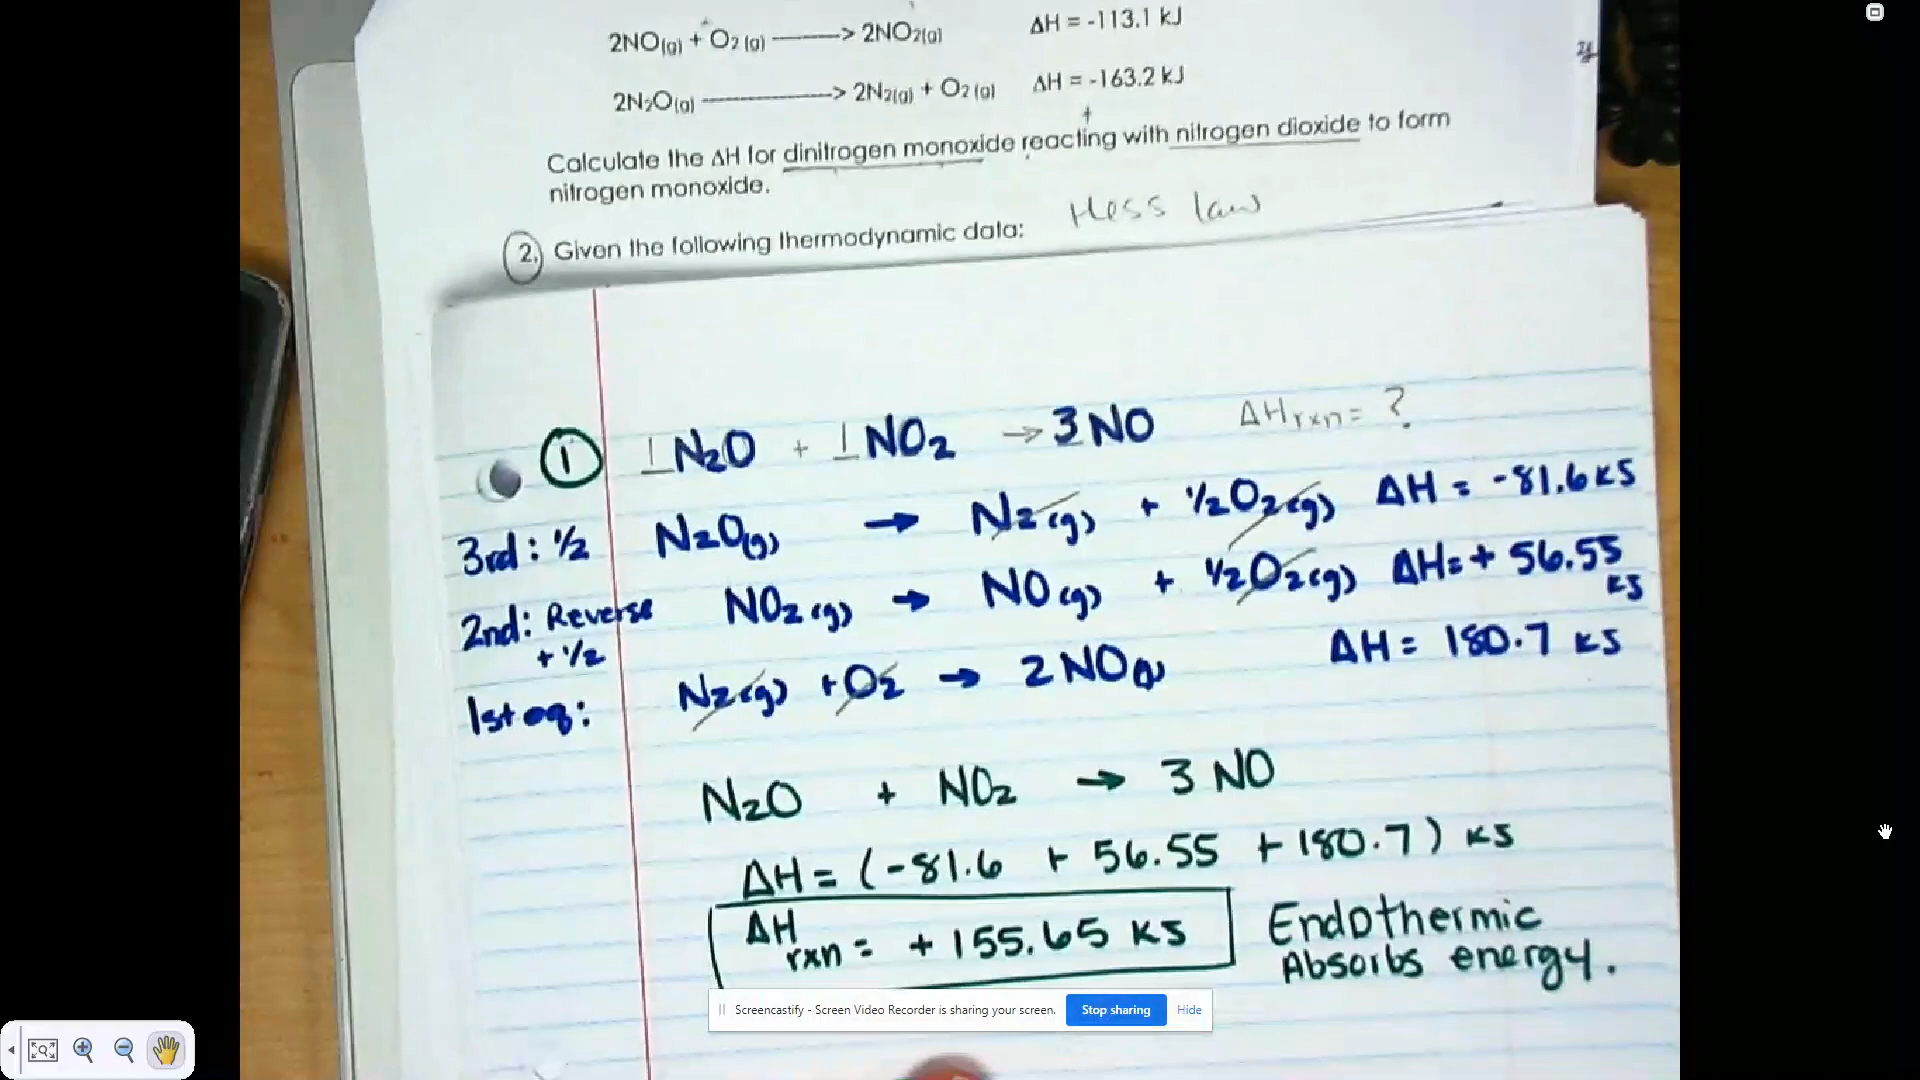 2NO(g) + O2 (g) ———> 2NO2(g) ΔH = -113.1 kJ
2N2O(g) ————> 2N2(g) + O2 (g) ΔH = -163.2 kJ
Calculate the ΔH for dinitrogen monoxide reacting with nitrogen dioxide to form
nitrogen monoxide.
Hess law
2. Given the following thermodynamic data:
1 1 N2O + 1 NO2 → 3 NO ΔHrxn = ?
3rd: 1/2 N2O(g) → N2(g) + 1/2O2(g) ΔH = -81.6 KJ
2nd: Reverse NO2(g) → NO(g) + 1/2O2(g) ΔH = + 56.55
+ 1/2 KJ
1st eq: N2(g) + O2 → 2NO(g) ΔH = 180.7 KJ
N2O + NO2 → 3 NO
ΔH = (-81.6 + 56.55 + 180.7) KJ
ΔHrxn = + 155.65 KJ Endothermic
Absorbs energy.
Screencastify - Screen Video Recorder is sharing your screen. Stop sharing Hide